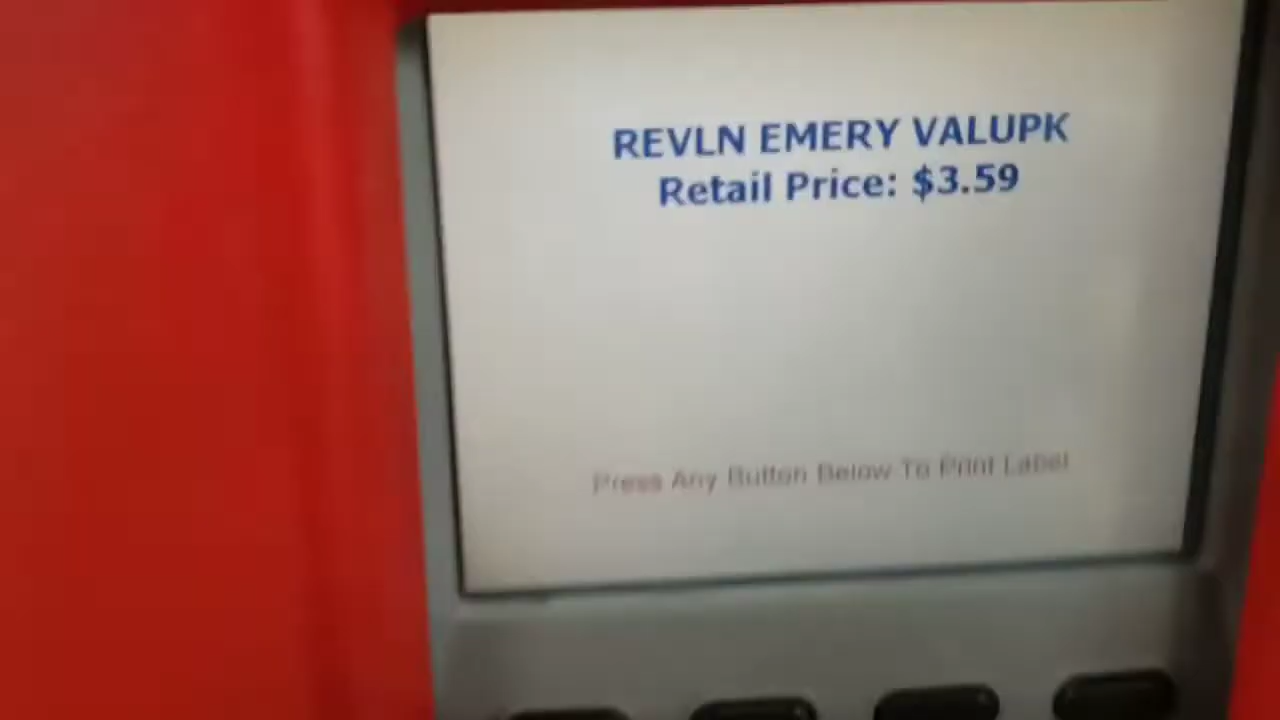 REVLN EMERY VALUPK
Retail Price: $3.59
Press Any Button Below To Print Label